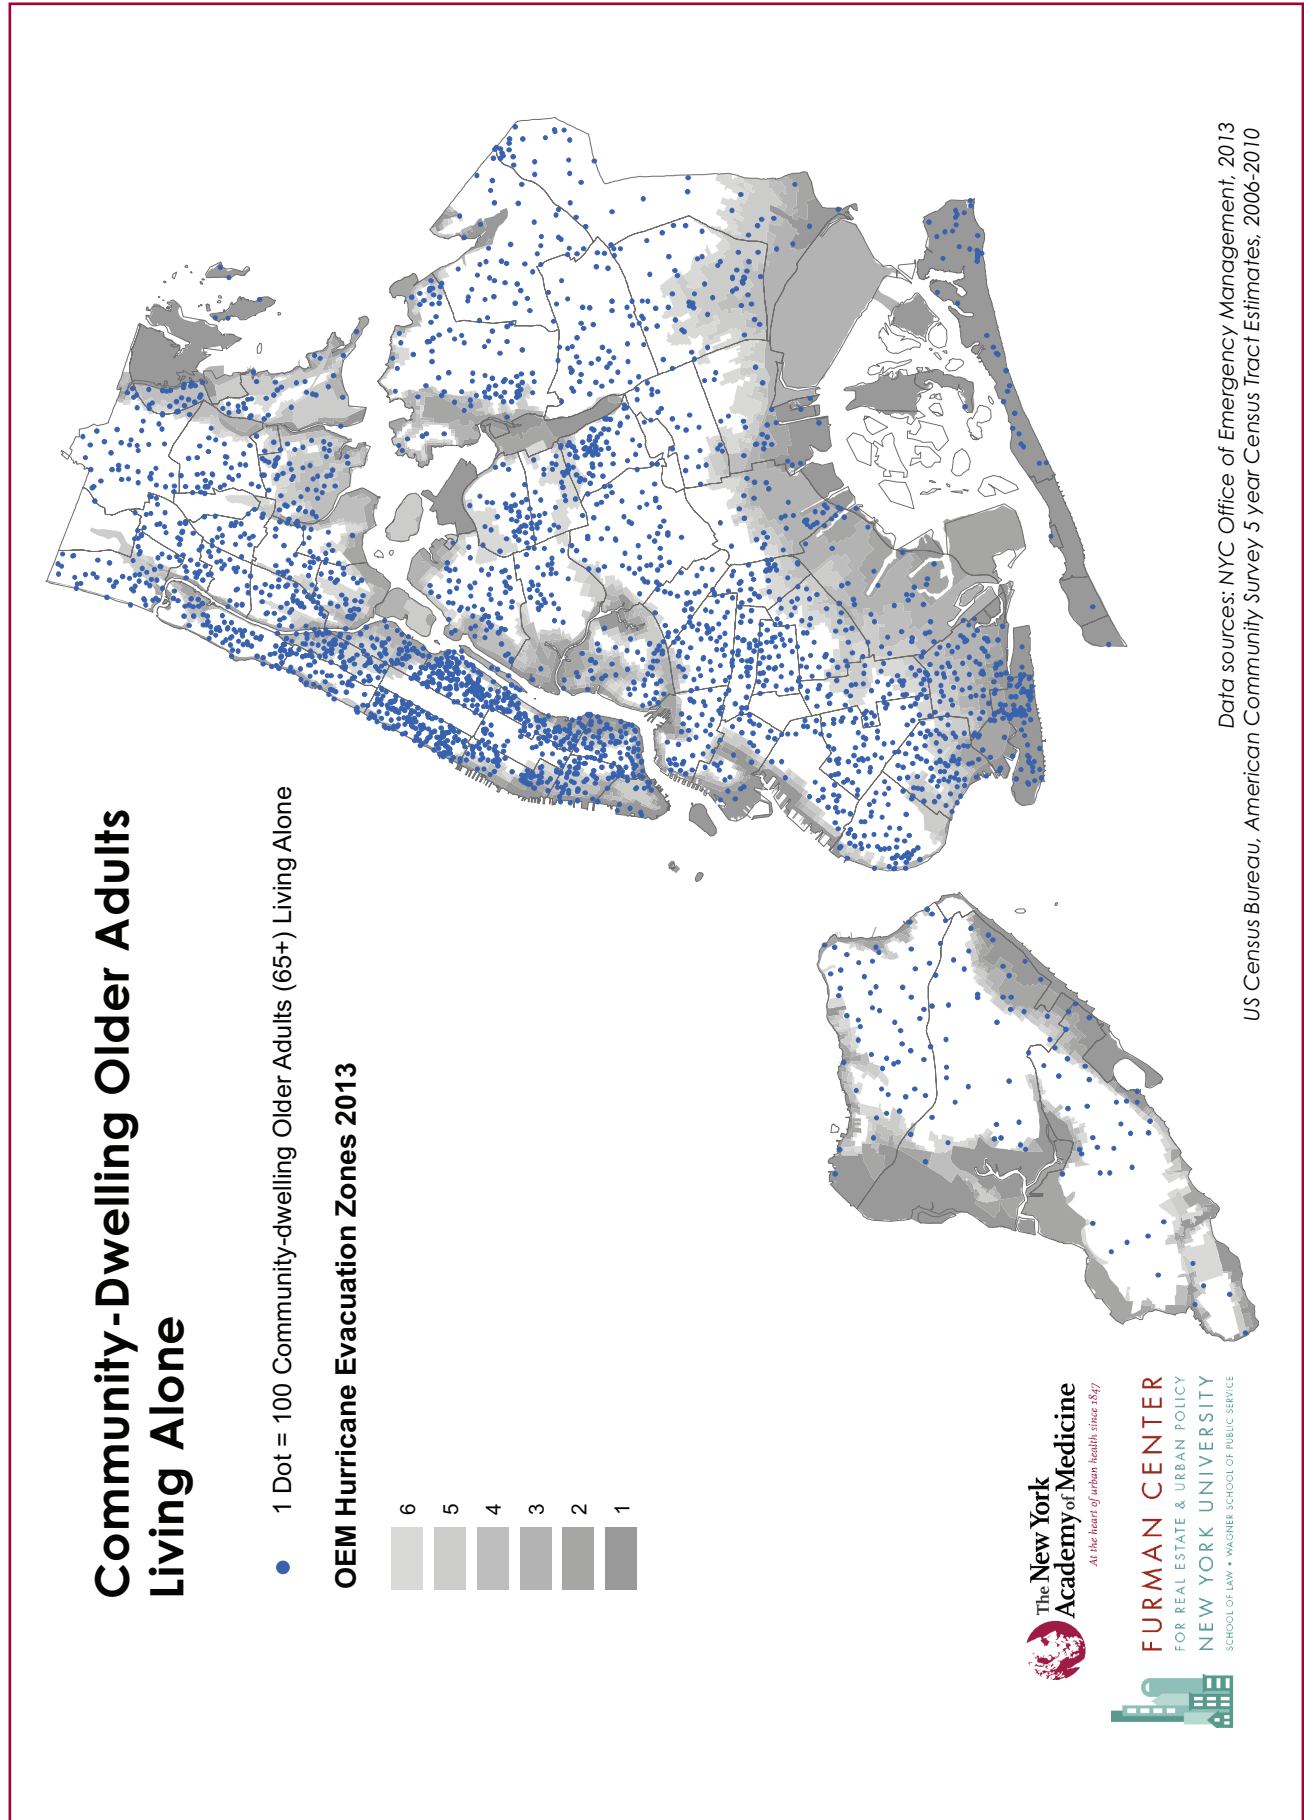 Community-Dwelling Older Adults
Living Alone
1 Dot = 100 Community-dwelling Older Adults (65+) Living Alone
OEM Hurricane Evacuation Zones 2013
6
5
4
3
2
1
The New York
Academy of Medicine
At the heart of urban health since 1847
FURMAN CENTER
FOR REAL ESTATE & URBAN POLICY
NEW YORK UNIVERSITY
SCHOOL OF LAW • WAGNER SCHOOL OF PUBLIC SERVICE
Data sources: NYC Office of Emergency Management, 2013
US Census Bureau, American Community Survey 5 year Census Tract Estimates, 2006-2010